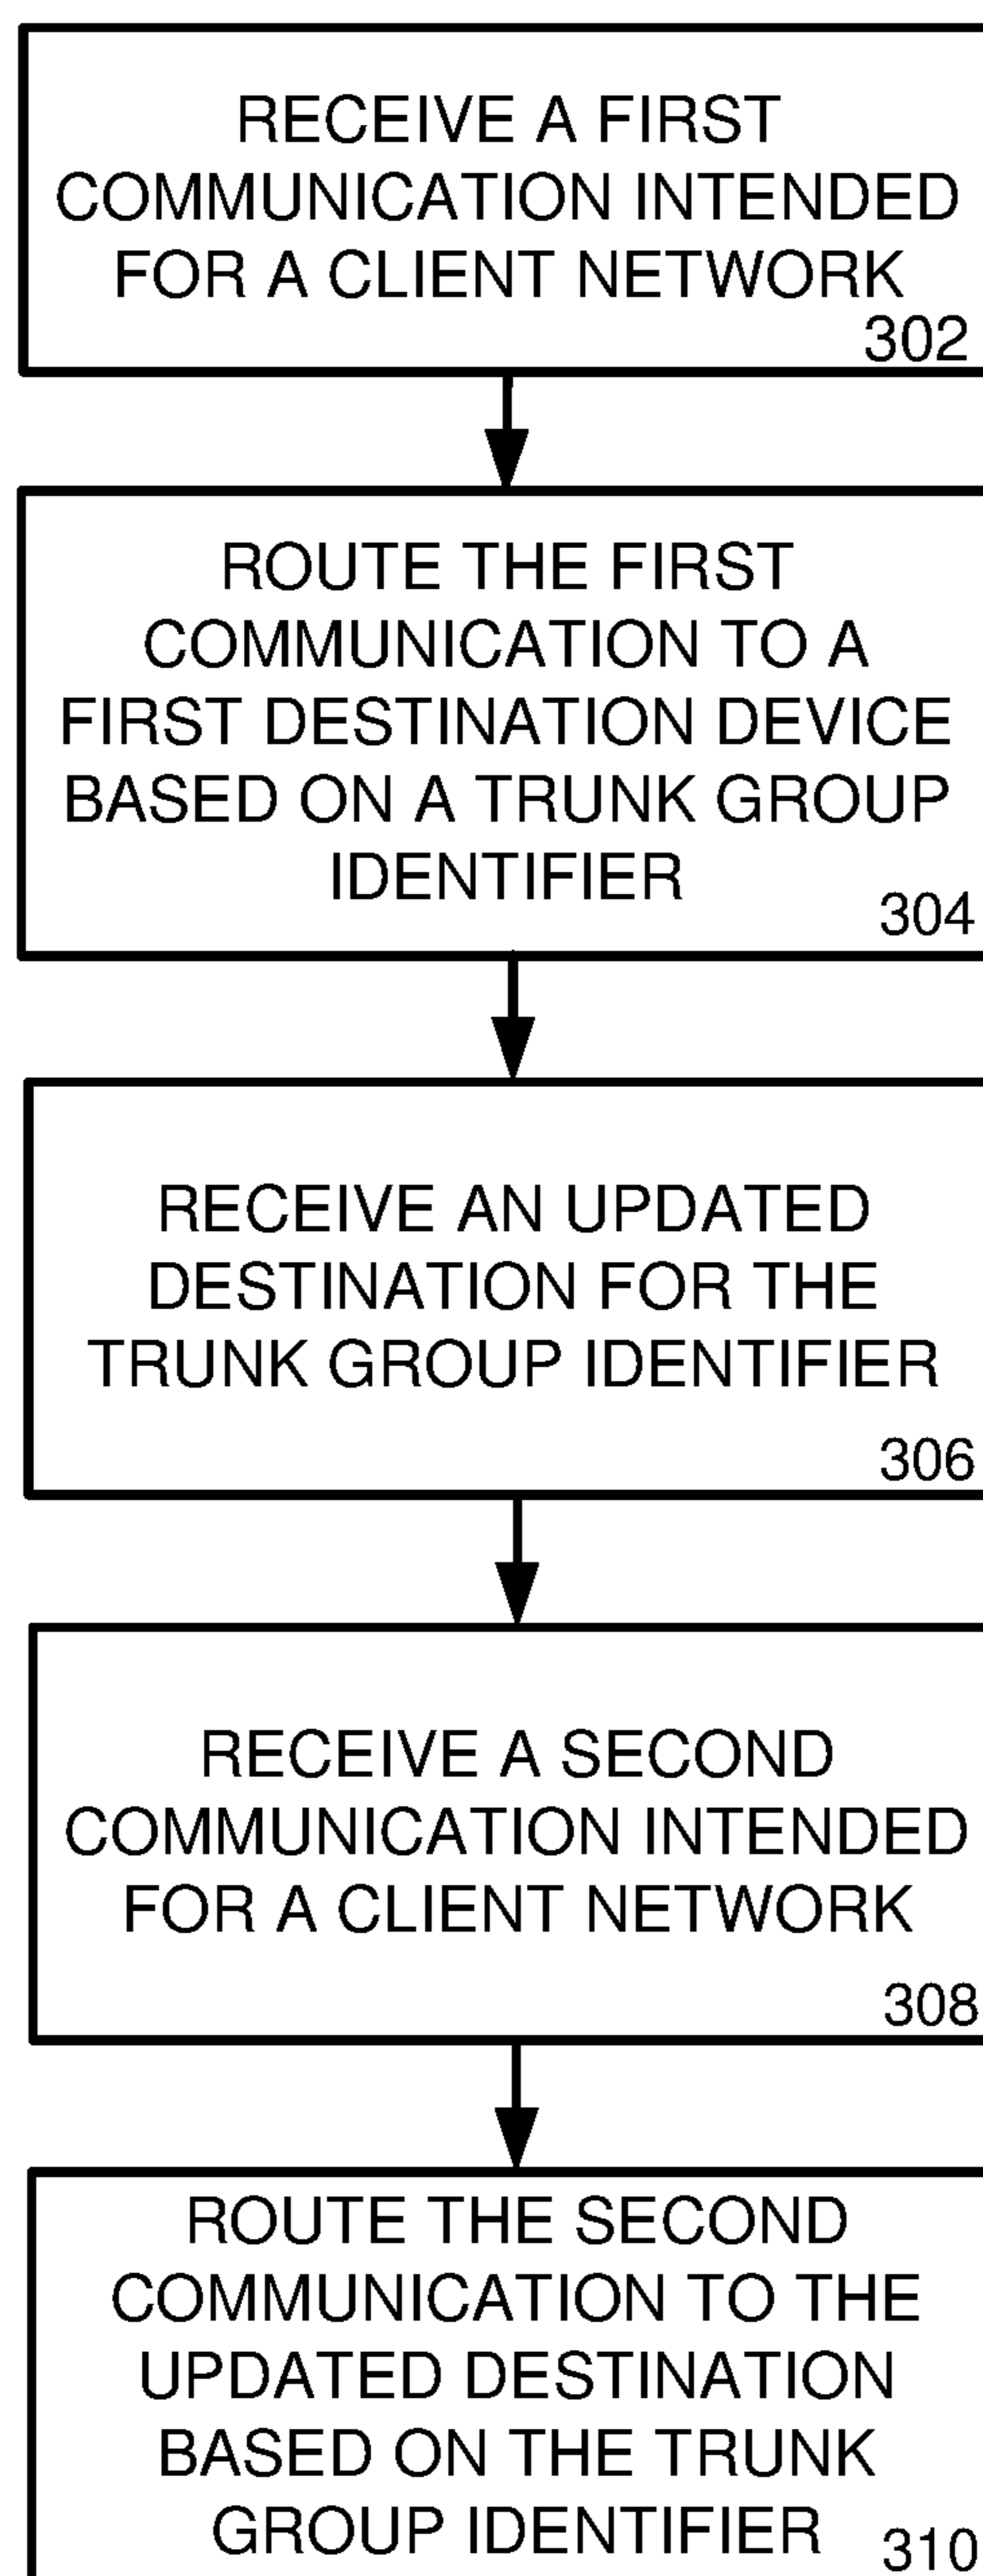 RECEIVE A FIRST
COMMUNICATION INTENDED
FOR A CLIENT NETWORK
302
ROUTE THE FIRST
COMMUNICATION TO A
FIRST DESTINATION DEVICE
BASED ON A TRUNK GROUP
IDENTIFIER
304
RECEIVE AN UPDATED
DESTINATION FOR THE
TRUNK GROUP IDENTIFIER
306
RECEIVE A SECOND
COMMUNICATION INTENDED
FOR A CLIENT NETWORK
308
ROUTE THE SECOND
COMMUNICATION TO THE
UPDATED DESTINATION
BASED ON THE TRUNK
GROUP IDENTIFIER
310